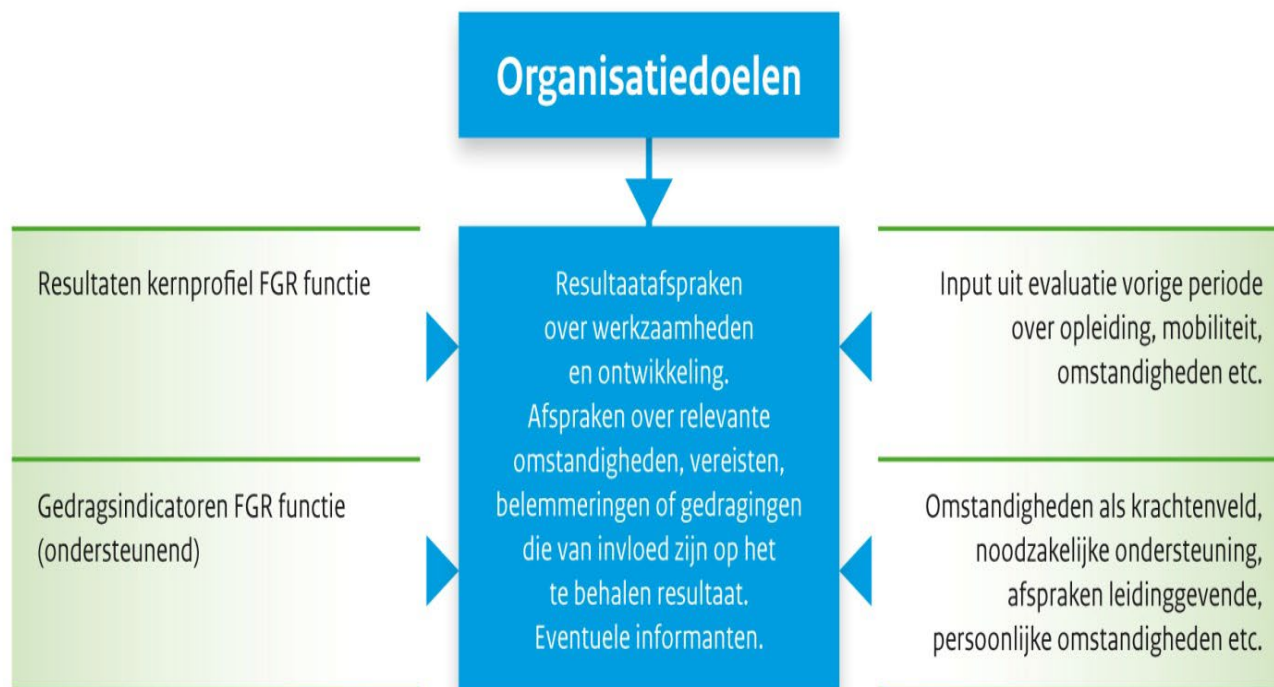 Organisatiedoelen
Resultaten kernprofiel FGR functie
Gedragsindicatoren FGR functie
(ondersteunend)
Resultaatafspraken
over werkzaamheden
en ontwikkeling.
Afspraken over relevante
omstandigheden, vereisten,
belemmeringen of gedragingen
die van invloed zijn op het
te behalen resultaat.
Eventuele informanten.
Input uit evaluatie vorige periode
over opleiding, mobiliteit,
omstandigheden etc.
Omstandigheden als krachtenveld,
noodzakelijke ondersteuning,
afspraken leidinggevende,
persoonlijke omstandigheden etc.